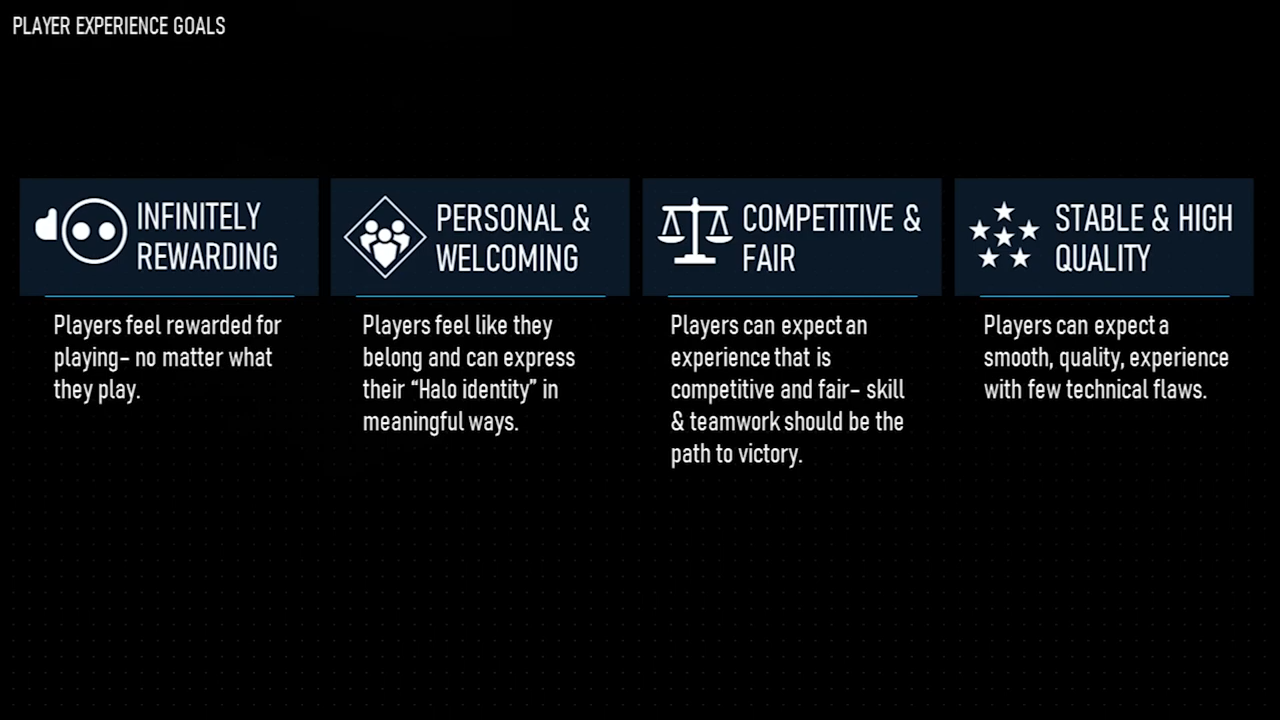 PLAYER EXPERIENCE GOALS
INFINITELY
REWARDING
Players feel rewarded for
playing- no matter what
they play.
PERSONAL &
WELCOMING
Players feel like they
belong and can express
their “Halo identity” in
meaningful ways.
COMPETITIVE &
FAIR
Players can expect an
experience that is
competitive and fair- skill
& teamwork should be the
path to victory.
STABLE & HIGH
QUALITY
Players can expect a
smooth, quality, experience
with few technical flaws.